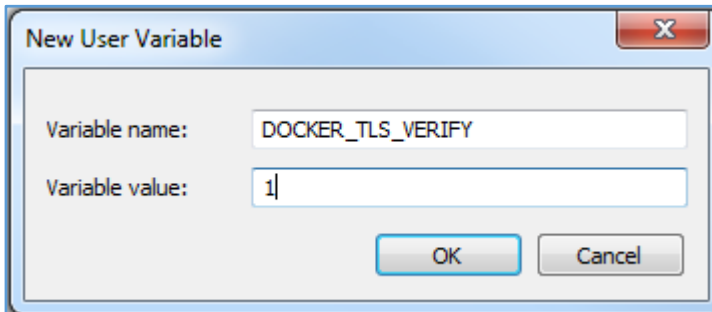 New User Variable
Variable name: DOCKER_TLS_VERIFY
Variable value: 1
OK Cancel